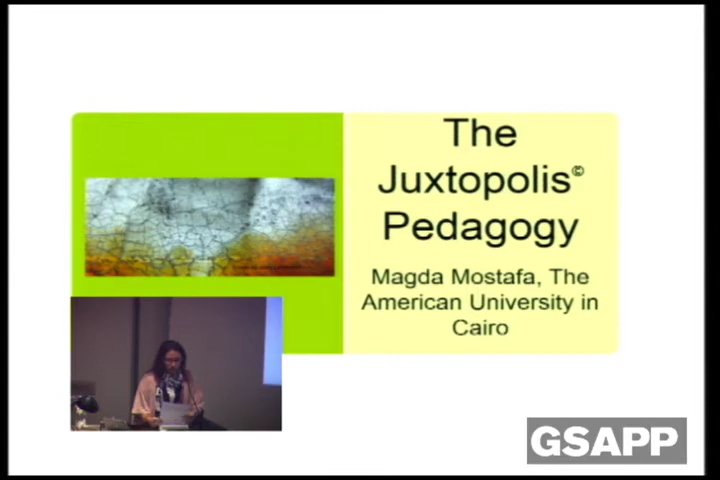 The
Juxtopolis©
Pedagogy
Magda Mostafa, The
American University in
Cairo
GSAPP